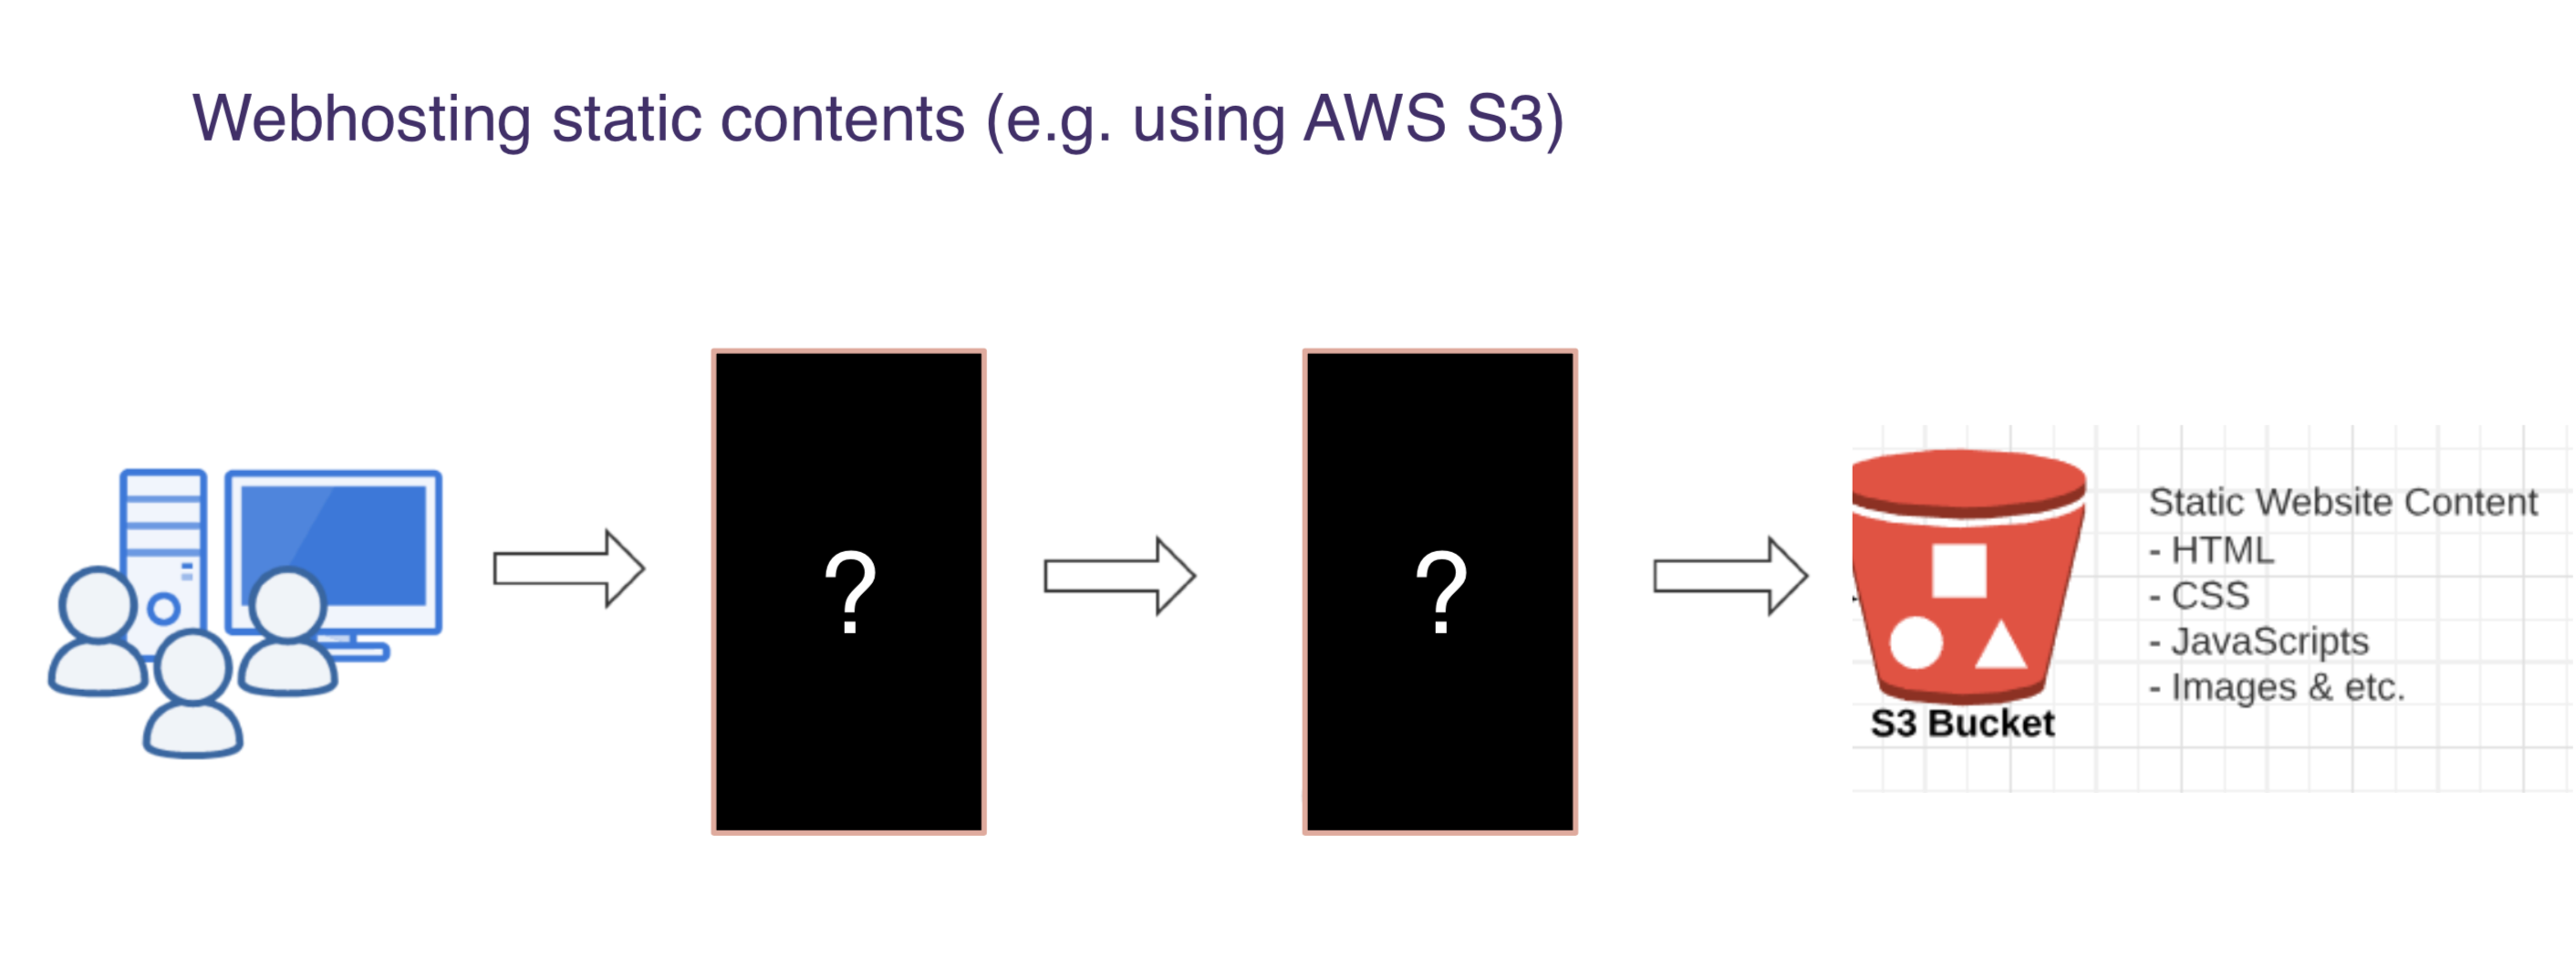 Webhosting static contents (e.g. using AWS S3)
?
?
Static Website Content
- HTML
- CSS
- JavaScripts
- Images & etc.
S3 Bucket